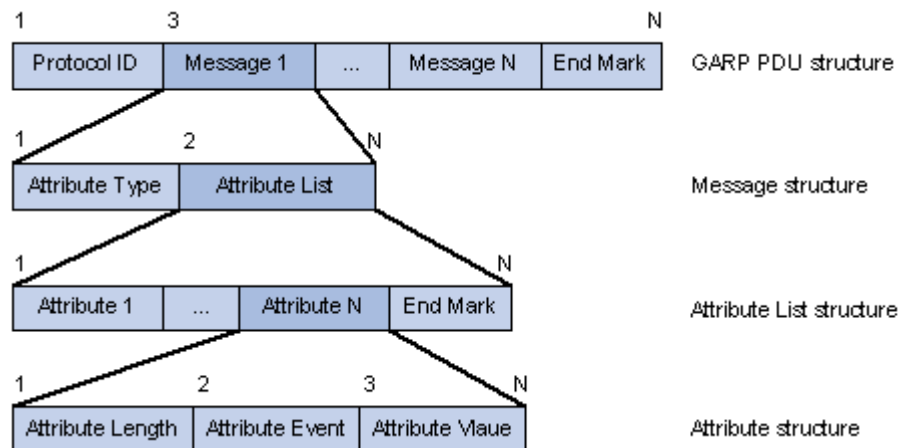 1 3 N
Protocol ID Message 1 ... Message N End Mark GARP PDU structure
1 2 N
Attribute Type Attribute List Message structure
1 N
Attribute 1 ... Attribute N End Mark Attribute List structure
1 2 3 N
Attribute Length Attribute Event Attribute Vlaue Attribute structure